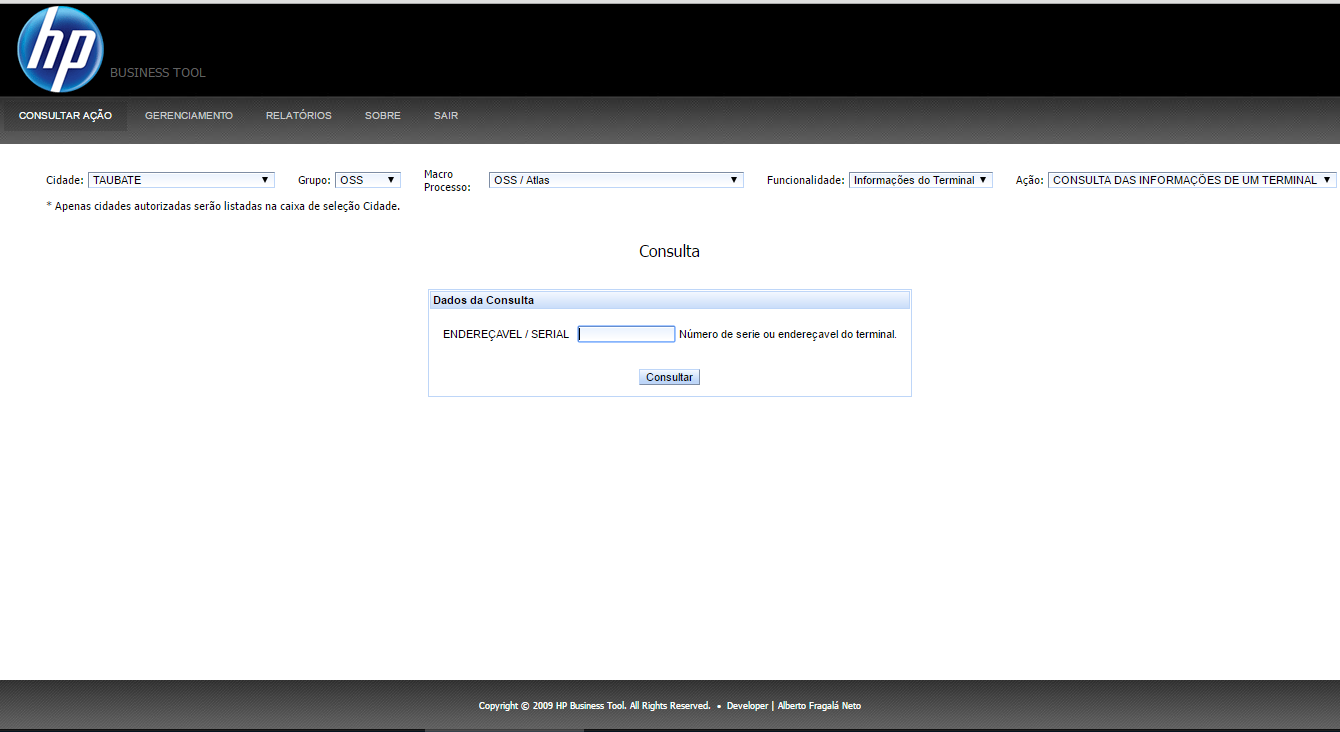 hp
BUSINESS TOOL
CONSULTAR AÇÃO GERENCIAMENTO RELATÓRIOS SOBRE SAIR
Cidade: TAUBATE Grupo: OSS Macro Processo: OSS / Atlas Funcionalidade: Informações do Terminal Ação: CONSULTA DAS INFORMAÇÕES DE UM TERMINAL
* Apenas cidades autorizadas serão listadas na caixa de seleção Cidade.
Consulta
Dados da Consulta
ENDEREÇAVEL / SERIAL Número de serie ou endereçavel do terminal.
Consultar
Copyright © 2009 HP Business Tool. All Rights Reserved. • Developer | Alberto Fragalá Neto